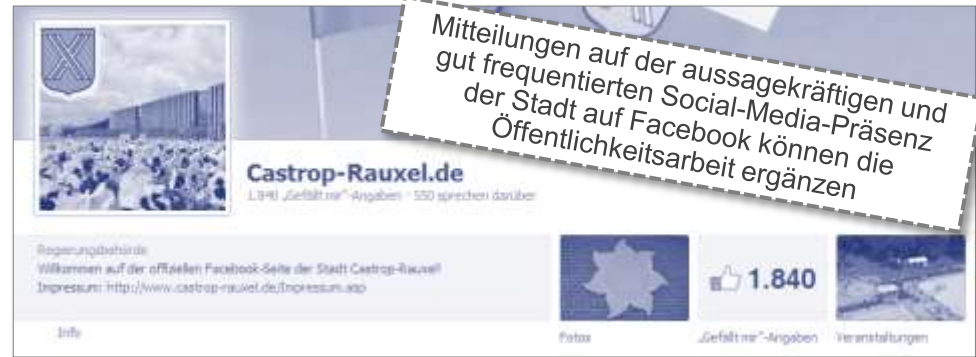 Mitteilungen auf der aussagekräftigen und
gut frequentierten Social-Media-Präsenz
der Stadt auf Facebook können die
Öffentlichkeitsarbeit ergänzen
Castrop-Rauxel.de
1.840 „Gefällt mir“-Angaben · 550 sprechen darüber
Regierungsbehörde
Willkommen auf der offiziellen Facebook-Seite der Stadt Castrop-Rauxel!
Impressum: http://www.castrop-rauxel.de/Impressum.asp
Info
1.840
Fotos
„Gefällt mir“-Angaben
Veranstaltungen